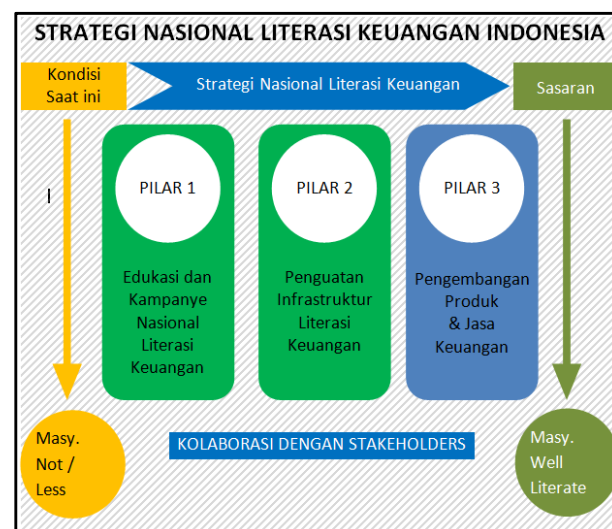 STRATEGI NASIONAL LITERASI KEUANGAN INDONESIA
Kondisi
Saat ini
Strategi Nasional Literasi Keuangan
Sasaran
PILAR 1
Edukasi dan
Kampanye
Nasional
Literasi
Keuangan
PILAR 2
Penguatan
Infrastruktur
Literasi
Keuangan
PILAR 3
Pengembangan
Produk
& Jasa
Keuangan
Masy.
Not /
Less
KOLABORASI DENGAN STAKEHOLDERS
Masy.
Well
Literate